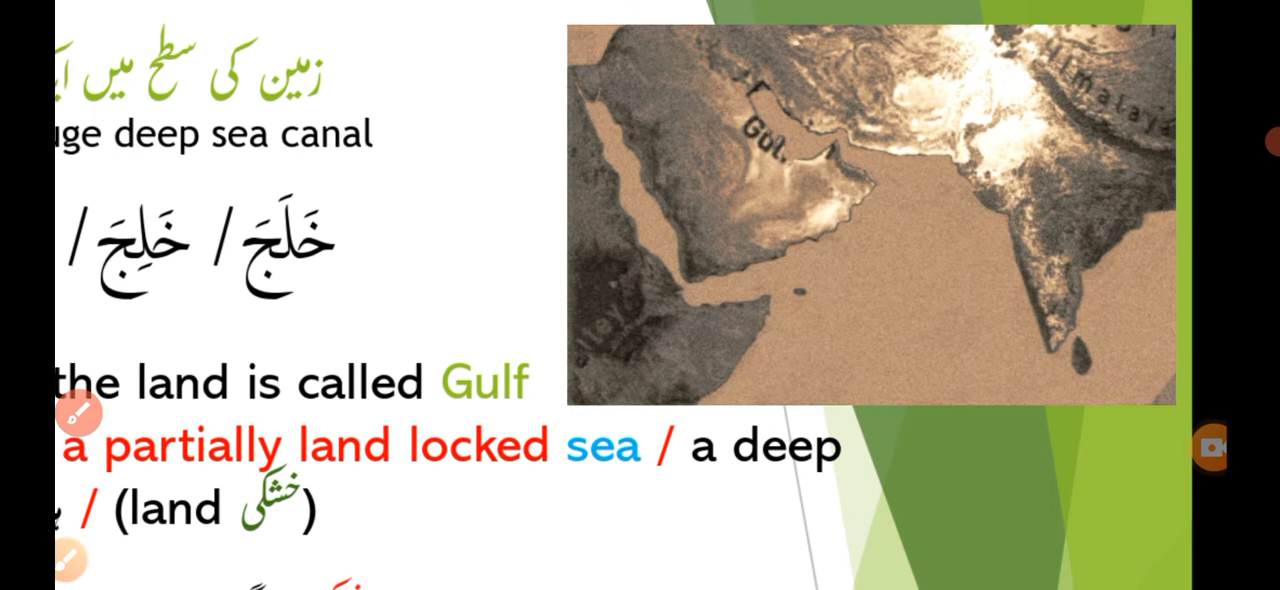 زمین کی سطح میں
uge deep sea canal
خَلَجَ / خَلِجَ /
the land is called Gulf
a partially land locked sea / a deep
/ (land خشکی)
Gul.
Himalaya